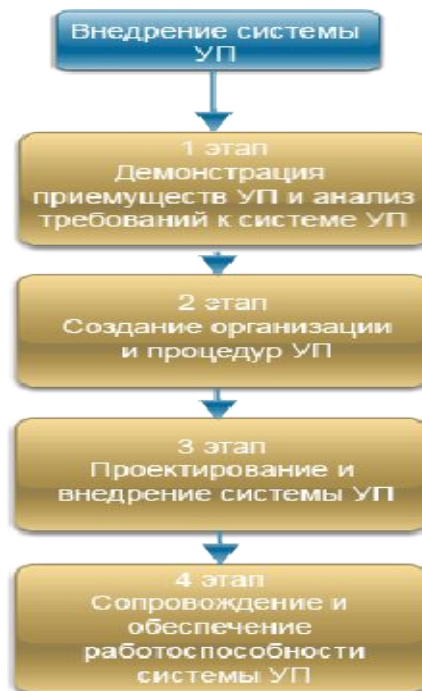 Внедрение системы
УП
1 этап
Демонстрация
приемуществ УП и анализ
требований к системе УП
2 этап
Создание организации
и процедур УП
3 этап
Проектирование и
внедрение системы УП
4 этап
Сопровождение и
обеспечение
работоспособности
системы УП